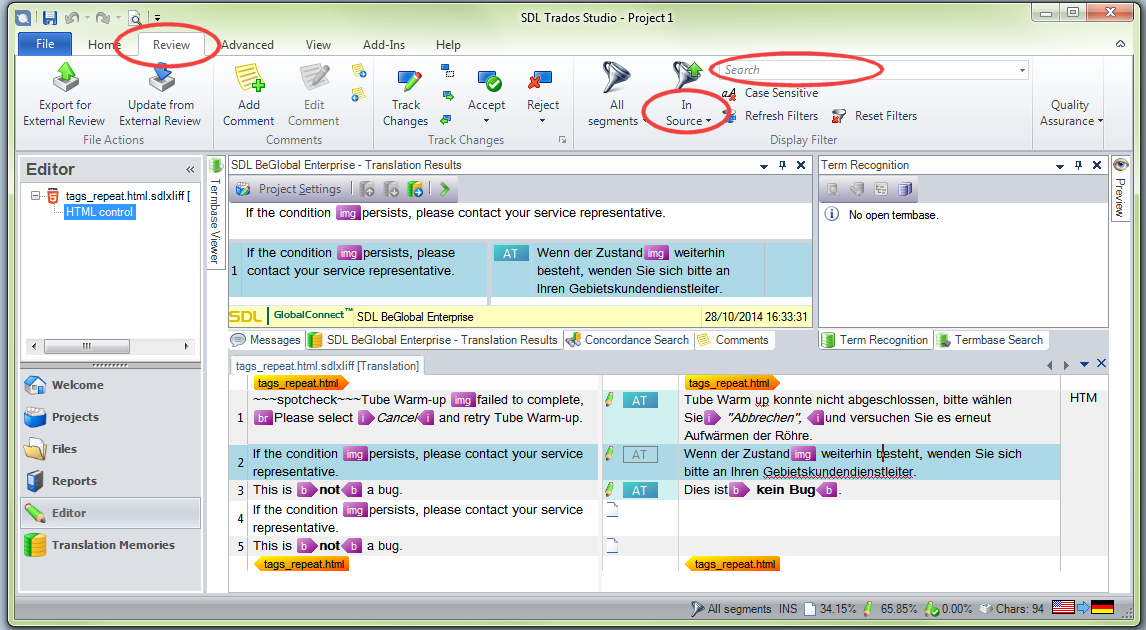 SDL Trados Studio - Project 1
File Home Review Advanced View Add-Ins Help
Export for
External Review
Update from
External Review
File Actions
Add
Comment
Edit
Comment
Comments
Track
Changes
Accept
Reject
Track Changes
All
segments
In
Source
Search
aA Case Sensitive
Refresh Filters Reset Filters
Display Filter
Quality
Assurance
Editor «
tags_repeat.html.sdlxliff [
HTML control
Welcome
Projects
Files
Reports
Editor
Translation Memories
Termbase Viewer
SDL BeGlobal Enterprise - Translation Results
Project Settings
If the condition img persists, please contact your service representative.
1 If the condition img persists, please
contact your service representative.
AT
Wenn der Zustand img weiterhin
besteht, wenden Sie sich bitte an
Ihren Gebietskundendienstleiter.
SDL GlobalConnect™ SDL BeGlobal Enterprise 28/10/2014 16:33:31
Messages SDL BeGlobal Enterprise - Translation Results Concordance Search Comments
Term Recognition
No open termbase.
Term Recognition Termbase Search
Preview
tags_repeat.html.sdlxliff [Translation]
tags_repeat.html tags_repeat.html
1 ~~~spotcheck~~~Tube Warm-up img failed to complete,
br Please select i Cancel i and retry Tube Warm-up.
AT
Tube Warm up konnte nicht abgeschlossen, bitte wählen
Sie i "Abbrechen", i und versuchen Sie es erneut
Aufwärmen der Röhre.
HTM
2 If the condition img persists, please contact your service
representative.
AT
Wenn der Zustand img weiterhin besteht, wenden Sie sich
bitte an Ihren Gebietskundendienstleiter.
3 This is b not b a bug. AT Dies ist b kein Bug b .
4 If the condition img persists, please contact your service
representative.
5 This is b not b a bug.
tags_repeat.html tags_repeat.html
All segments INS 34.15% 65.85% 0.00% Chars: 94